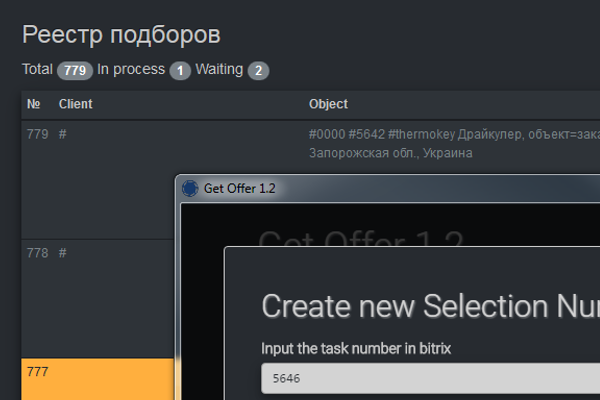 Реестр подборов
Total 779 In process 1 Waiting 2
№ Client Object
779 # #0000 #5642 #thermokey Драйкулер, объект=зака
Запорожская обл., Украина
Get Offer 1.2
Get Offer 1.2
778 #
Create new Selection Nu
Input the task number in bitrix
777
5646